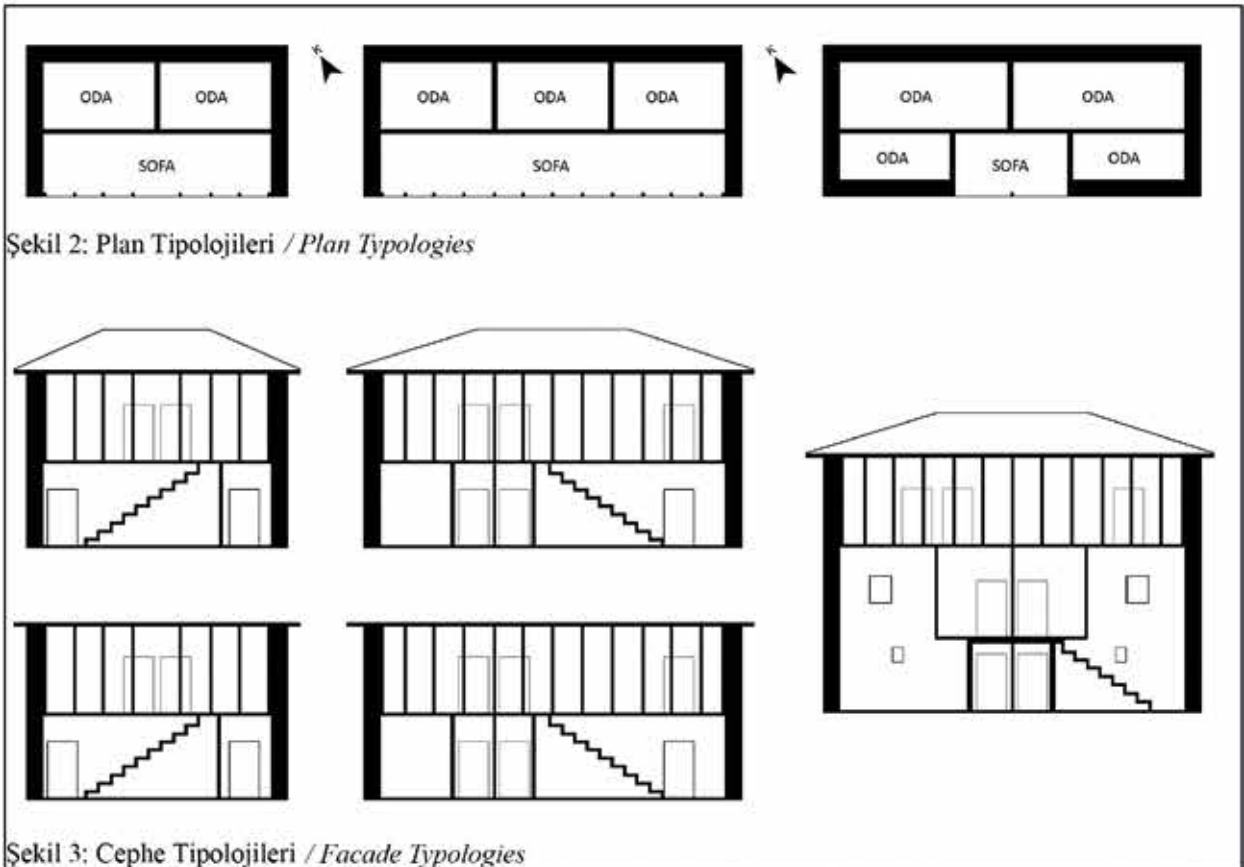 K K
ODA ODA ODA ODA ODA ODA ODA
SOFA SOFA ODA SOFA ODA
Şekil 2: Plan Tipolojileri / Plan Typologies
Şekil 3: Cephe Tipolojileri / Facade Typologies